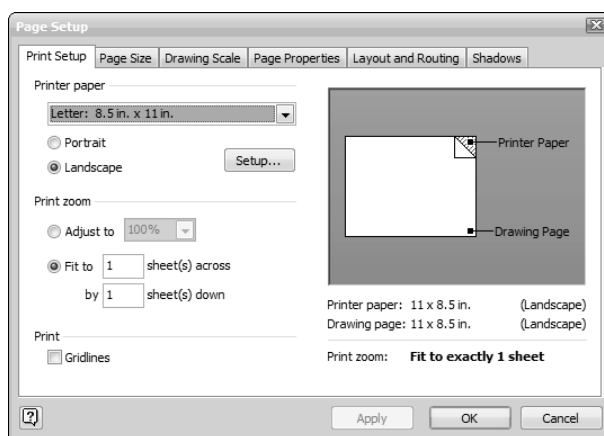 Page Setup
Print Setup Page Size Drawing Scale Page Properties Layout and Routing Shadows
Printer paper
Letter: 8.5 in. x 11 in.
Portrait
Landscape
Setup...
Print zoom
Adjust to 100%
Fit to 1 sheet(s) across
by 1 sheet(s) down
Print
Gridlines
Printer Paper
Drawing Page
Printer paper: 11 x 8.5 in. (Landscape)
Drawing page: 11 x 8.5 in. (Landscape)
Print zoom: Fit to exactly 1 sheet
? Apply OK Cancel